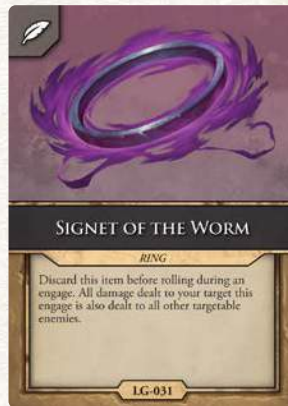 SIGNET OF THE WORM
RING
Discard this item before rolling during an
engage. All damage dealt to your target this
engage is also dealt to all other targetable
enemies.
LG-031